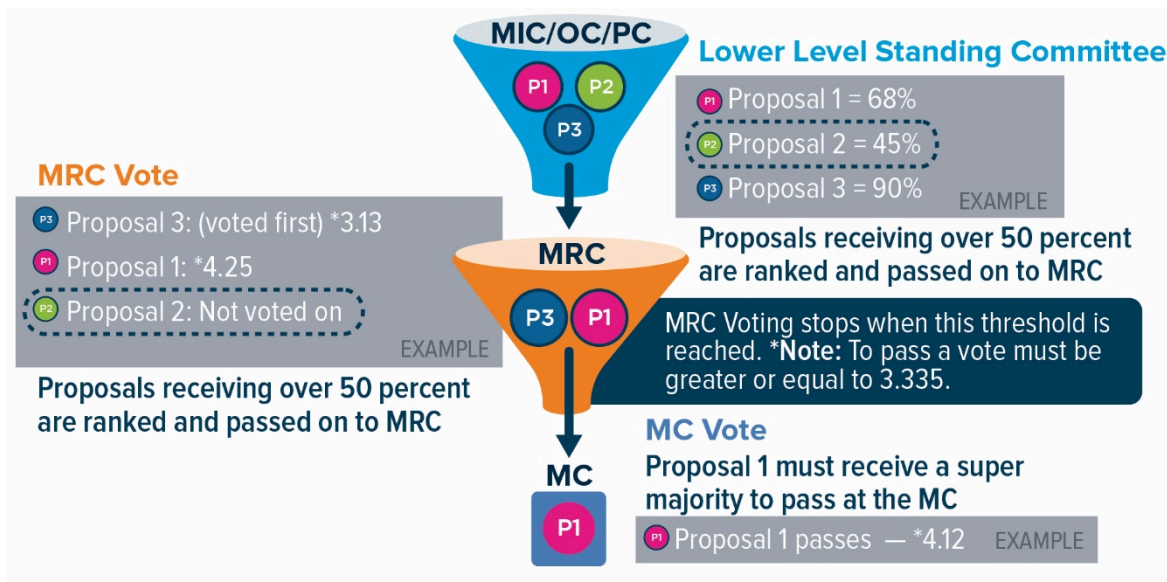 MIC/OC/PC
P1
P2
P3
Lower Level Standing Committee
P1 Proposal 1 = 68%
P2 Proposal 2 = 45%
P3 Proposal 3 = 90%
EXAMPLE
Proposals receiving over 50 percent
are ranked and passed on to MRC
MRC Vote
P3 Proposal 3: (voted first) *3.13
P1 Proposal 1: *4.25
P2 Proposal 2: Not voted on
EXAMPLE
Proposals receiving over 50 percent
are ranked and passed on to MRC
MRC
P3
P1
MRC Voting stops when this threshold is
reached. *Note: To pass a vote must be
greater or equal to 3.335.
MC Vote
Proposal 1 must receive a super
majority to pass at the MC
MC
P1
P1 Proposal 1 passes — *4.12
EXAMPLE